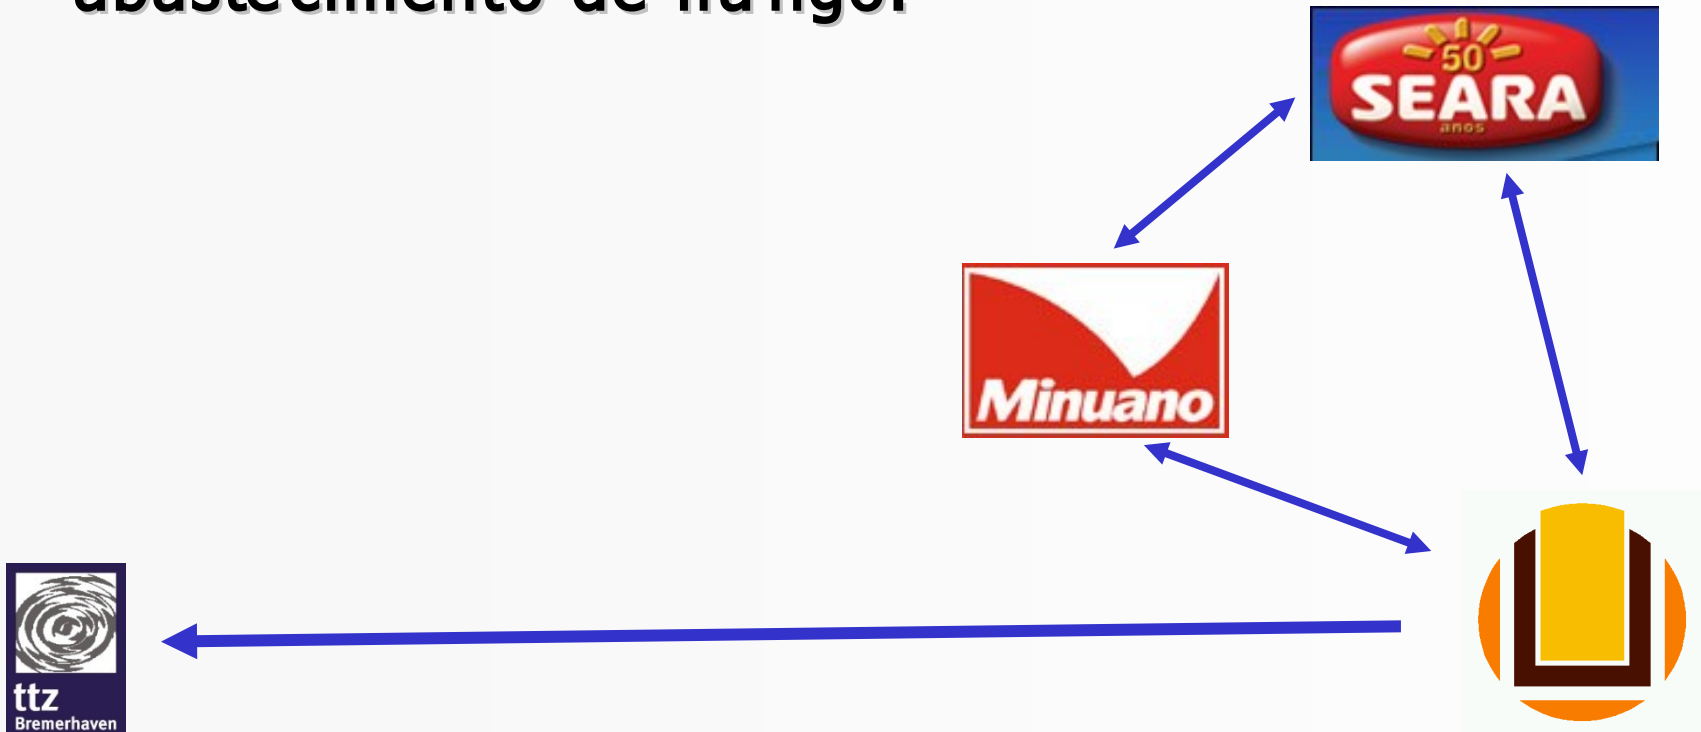 abastecimento de frango.
50
SEARA
anos
Minuano
ttz
Bremerhaven